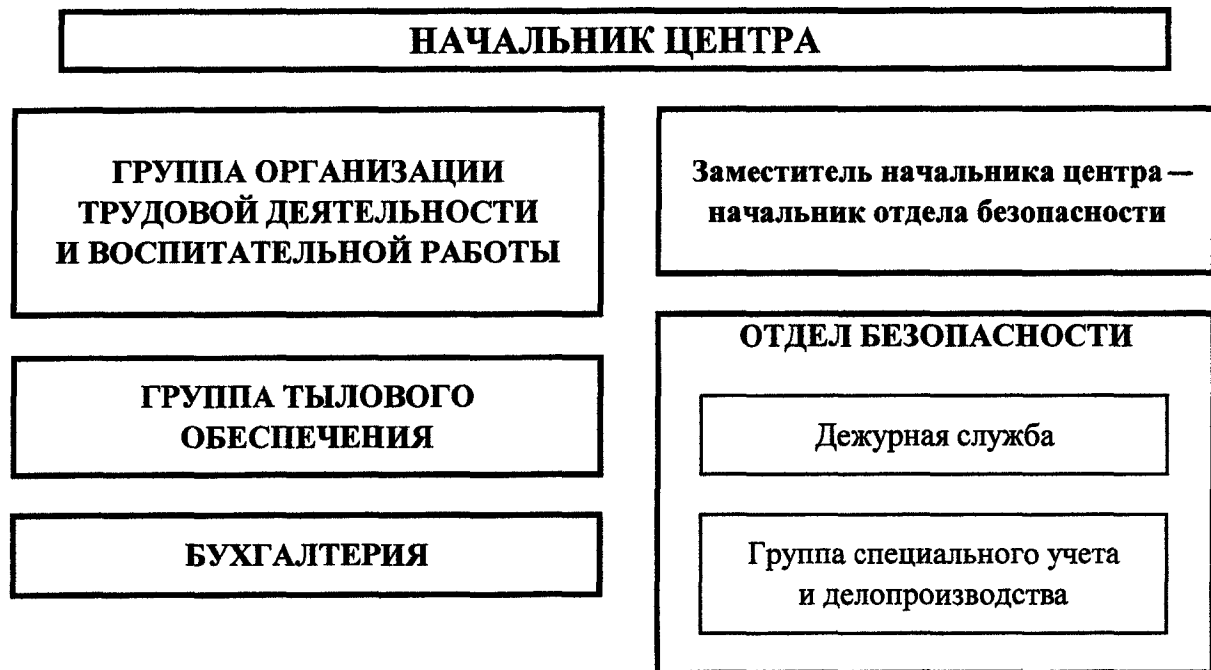 НАЧАЛЬНИК ЦЕНТРА
ГРУППА ОРГАНИЗАЦИИ
ТРУДОВОЙ ДЕЯТЕЛЬНОСТИ
И ВОСПИТАТЕЛЬНОЙ РАБОТЫ
ГРУППА ТЫЛОВОГО
ОБЕСПЕЧЕНИЯ
БУХГАЛТЕРИЯ
Заместитель начальника центра —
начальник отдела безопасности
ОТДЕЛ БЕЗОПАСНОСТИ
Дежурная служба
Группа специального учета
и делопроизводства